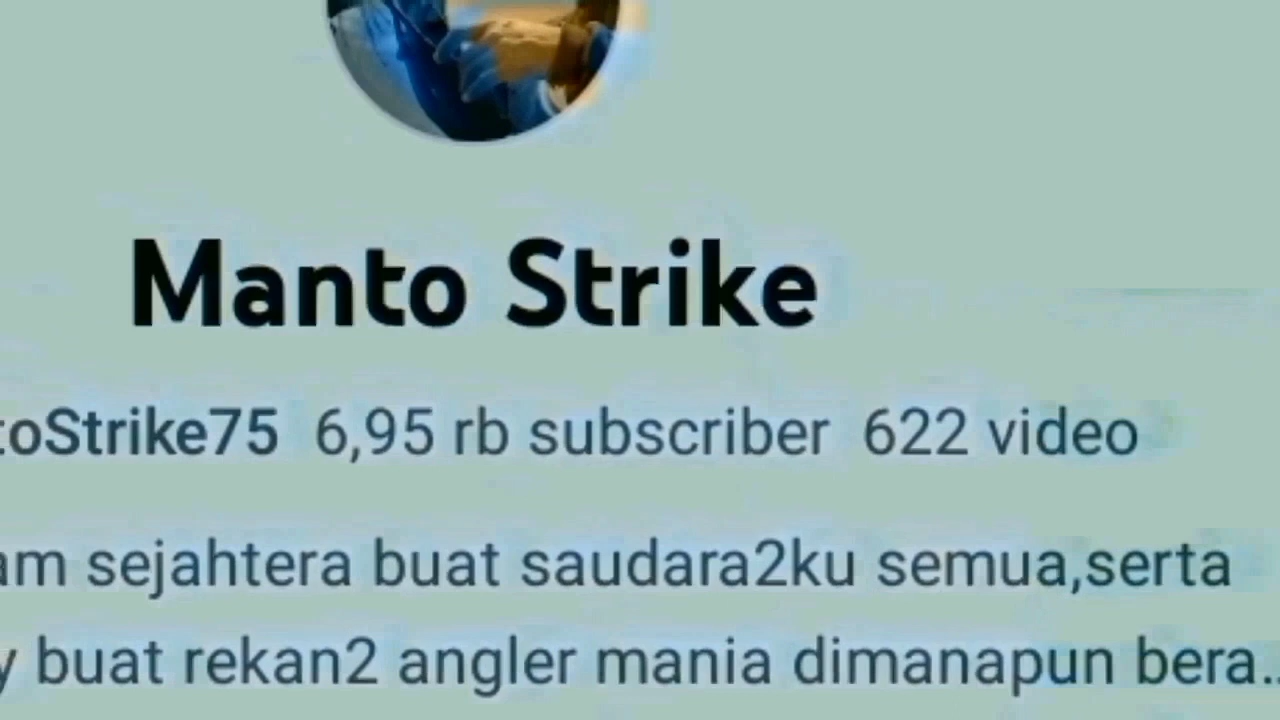 Manto Strike
toStrike75 6,95 rb subscriber 622 video
am sejahtera buat saudara2ku semua,serta
y buat rekan2 angler mania dimanapun bera..